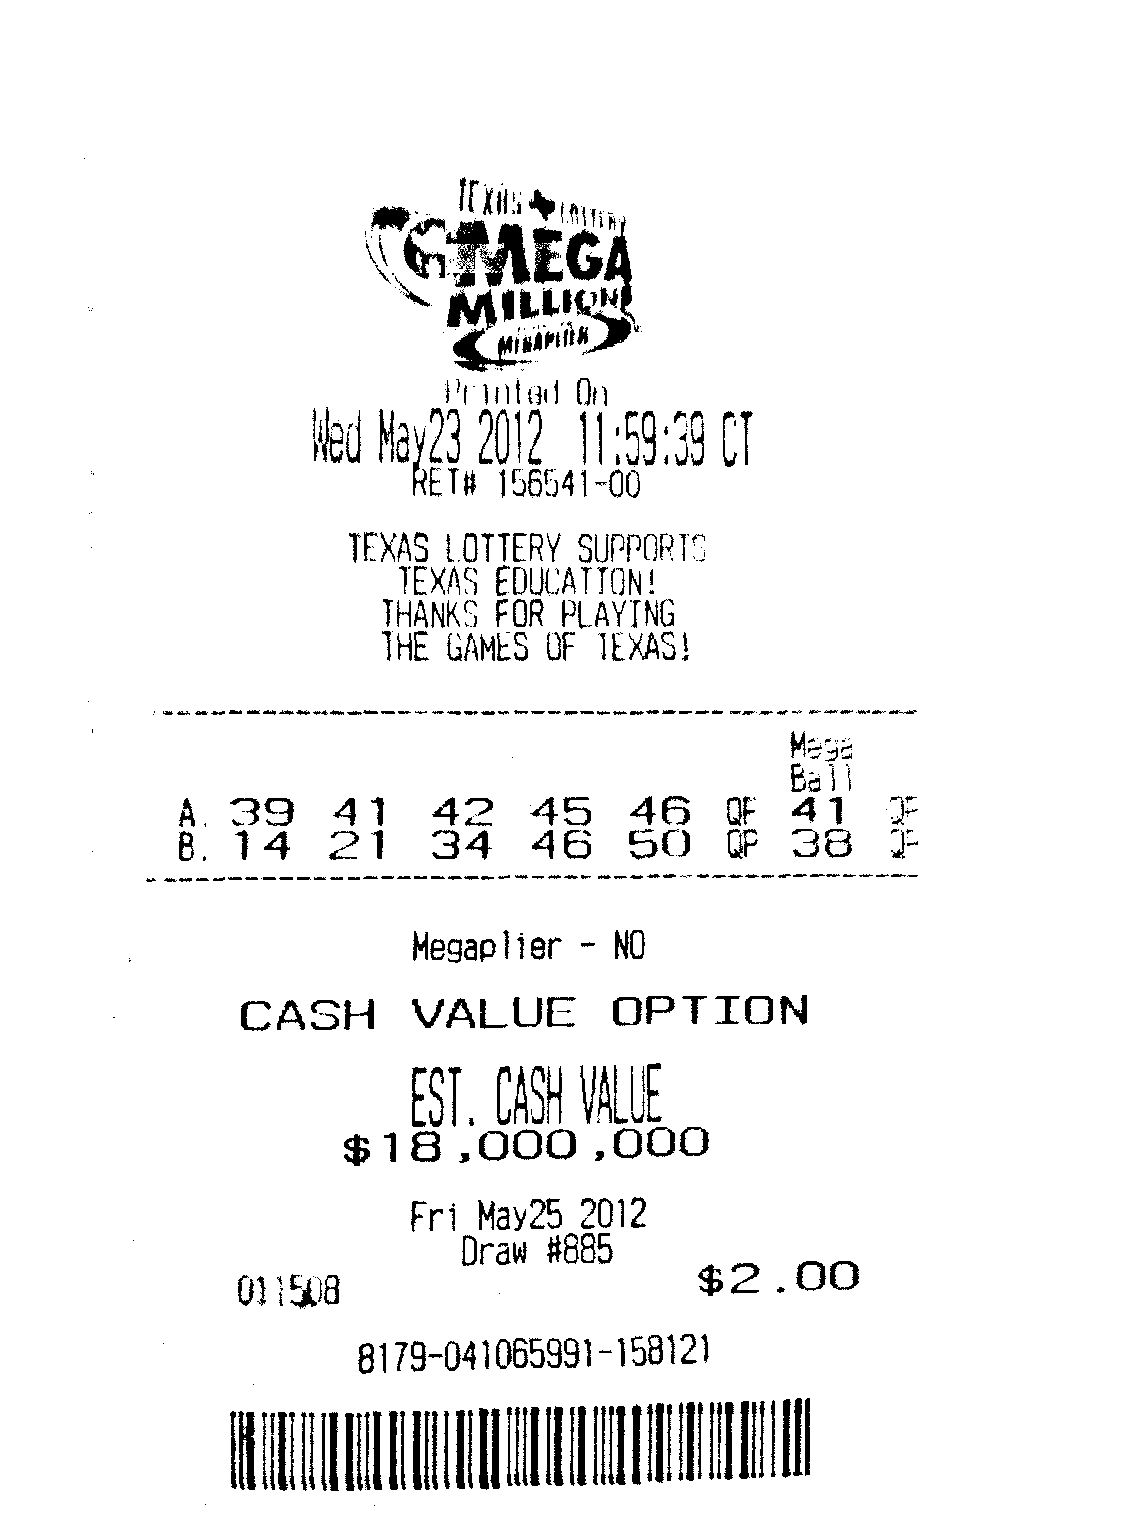 TEXAS LOTTERY
MEGA
MILLIONS
MEGAPLIER
Printed On
Wed May23 2012 11:59:39 CT
RET# 156541-00
TEXAS LOTTERY SUPPORTS
TEXAS EDUCATION!
THANKS FOR PLAYING
THE GAMES OF TEXAS!
Mega
Ball
A. 39 41 42 45 46 QP 41 QP
B. 14 21 34 46 50 QP 38 QP
Megaplier - NO
CASH VALUE OPTION
EST. CASH VALUE
$18,000,000
Fri May25 2012
Draw #885
$2.00
011508
8179-041065991-158121